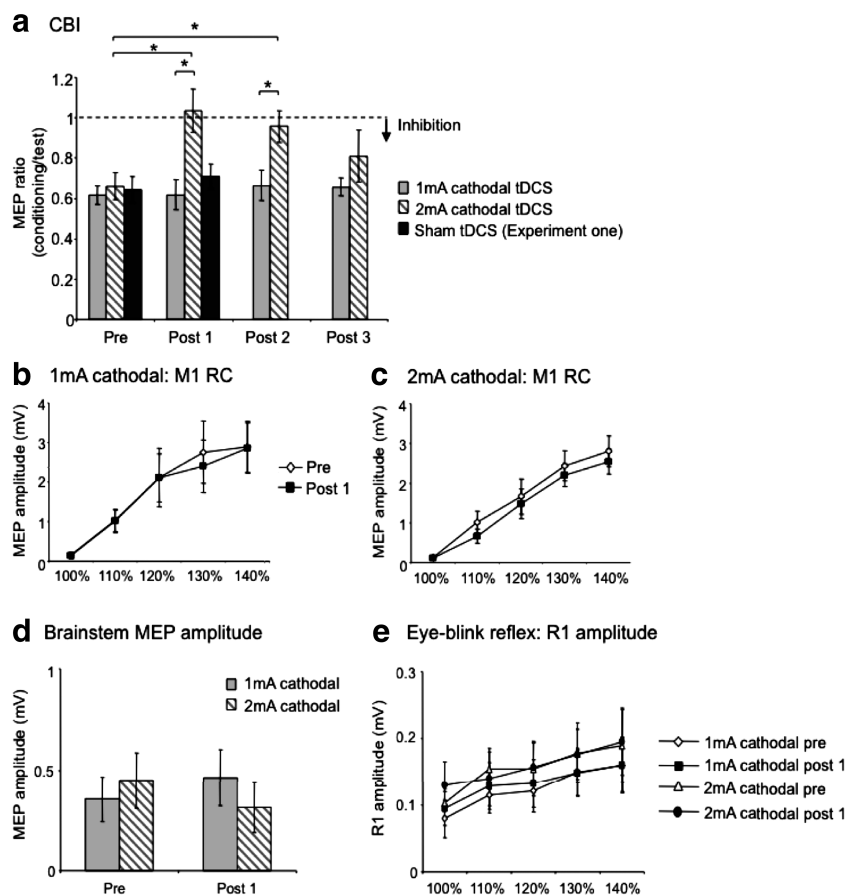 a CBI
*
*
*
*
1.2
1
0.8
0.6
0.4
0.2
0
MEP ratio
(conditioning/test)
Inhibition
1mA cathodal tDCS
2mA cathodal tDCS
Sham tDCS (Experiment one)
Pre Post 1 Post 2 Post 3
b 1mA cathodal: M1 RC
MEP amplitude (mV)
4
3
2
1
0
100% 110% 120% 130% 140%
Pre
Post 1
c 2mA cathodal: M1 RC
MEP amplitude (mV)
4
3
2
1
0
100% 110% 120% 130% 140%
d Brainstem MEP amplitude
MEP amplitude (mV)
1
0.5
0
1mA cathodal
2mA cathodal
Pre Post 1
e Eye-blink reflex: R1 amplitude
R1 amplitude (mV)
0.3
0.2
0.1
0
100% 110% 120% 130% 140%
1mA cathodal pre
1mA cathodal post 1
2mA cathodal pre
2mA cathodal post 1